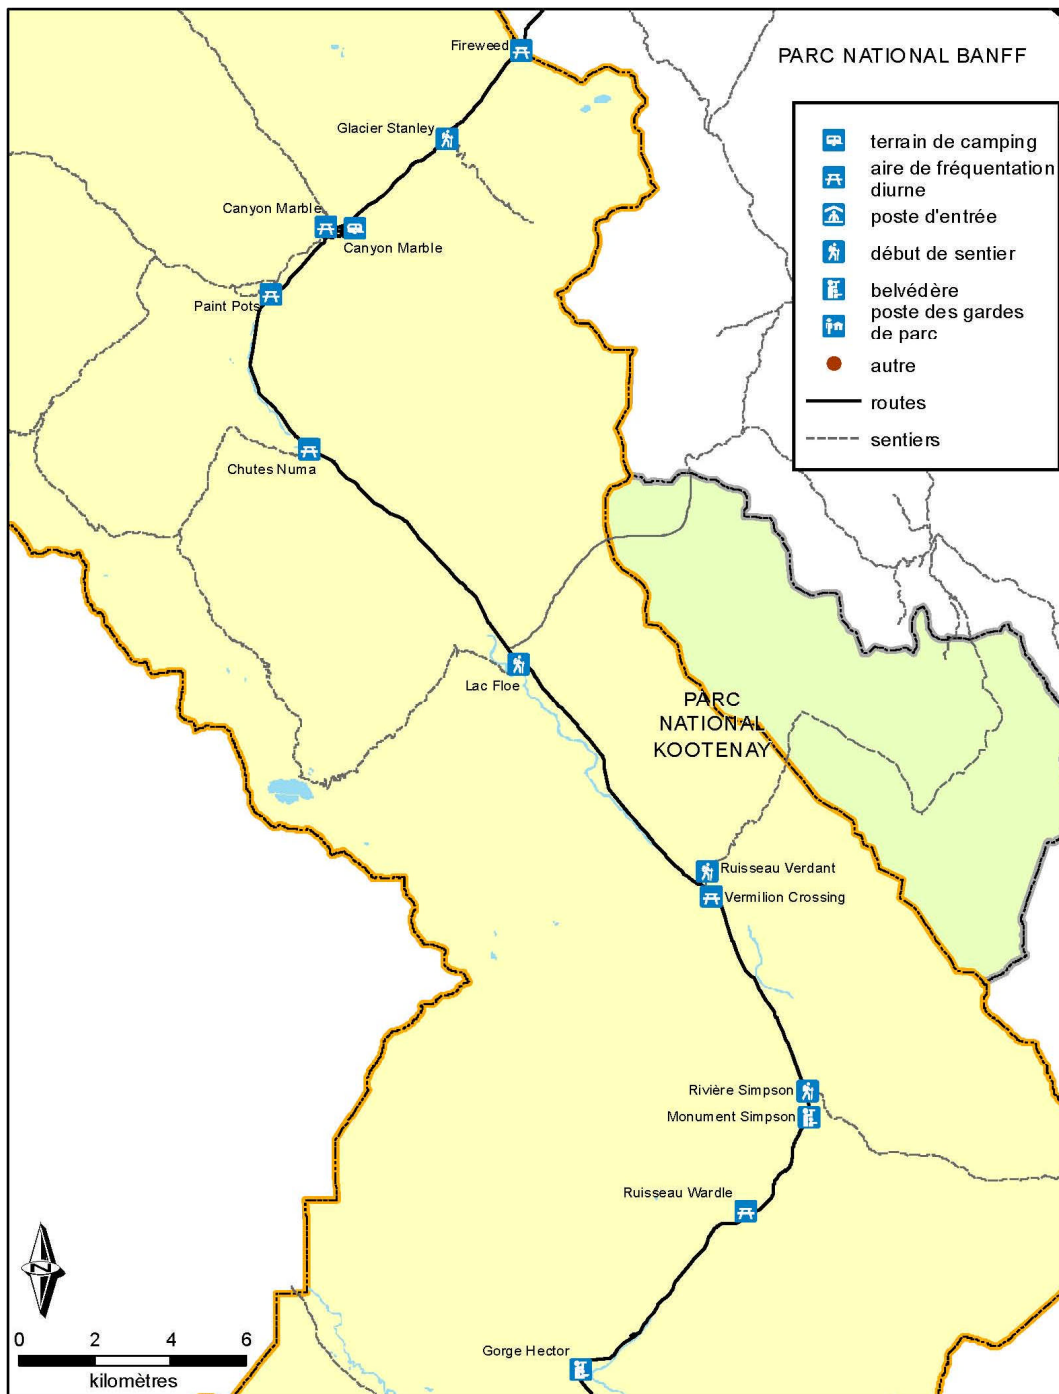 Fireweed
PARC NATIONAL BANFF
Glacier Stanley
terrain de camping
aire de fréquentation
diurne
poste d'entrée
début de sentier
belvédère
poste des gardes
de parc
autre
routes
sentiers
Canyon Marble
Canyon Marble
Paint Pots
Chutes Numa
Lac Floe
PARC
NATIONAL
KOOTENAY
Ruisseau Verdant
Vermilion Crossing
Rivière Simpson
Monument Simpson
Ruisseau Wardle
N
Gorge Hector
0 2 4 6
kilomètres